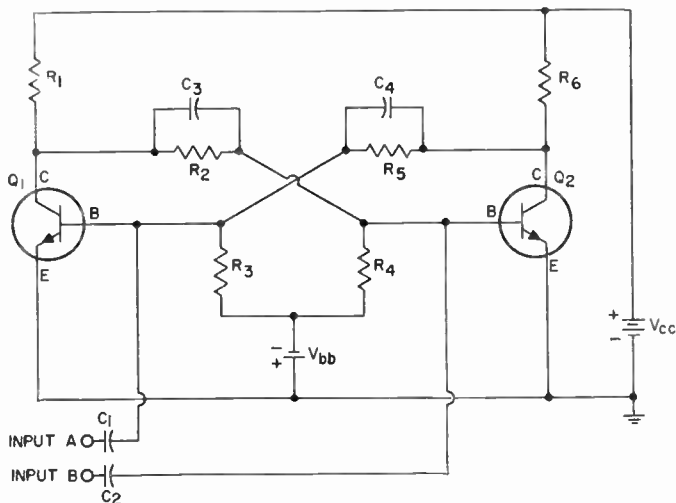 R1
C3
C4
R6
R2
R5
Q1
C
B
E
C
Q2
B
E
R3
R4
-
+
Vbb
+
-
Vcc
C1
INPUT A
INPUT B
C2